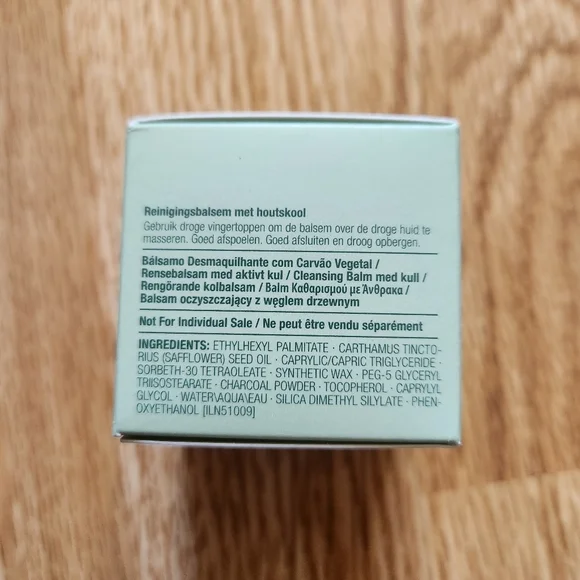 Reinigingsbalsem met houtskool
Gebruik droge vingertoppen om de balsem over de droge huid te
masseren. Goed afspoelen. Goed afsluiten en droog opbergen.
Bálsamo Desmaquilhante com Carvão Vegetal /
Rensebalsam med aktivt kul / Cleansing Balm med kull /
Rengörande kolbalsam / Balm Καθαρισμού με Άνθρακα /
Balsam oczyszczający z węglem drzewnym
Not For Individual Sale / Ne peut être vendu séparément
INGREDIENTS: ETHYLHEXYL PALMITATE · CARTHAMUS TINCTO-
RIUS (SAFFLOWER) SEED OIL · CAPRYLIC/CAPRIC TRIGLYCERIDE ·
SORBETH-30 TETRAOLEATE · SYNTHETIC WAX · PEG-5 GLYCERYL
TRIISOSTEARATE · CHARCOAL POWDER · TOCOPHEROL · CAPRYLYL
GLYCOL · WATER\AQUA\EAU · SILICA DIMETHYL SILYLATE · PHEN-
OXYETHANOL [ILN51009]